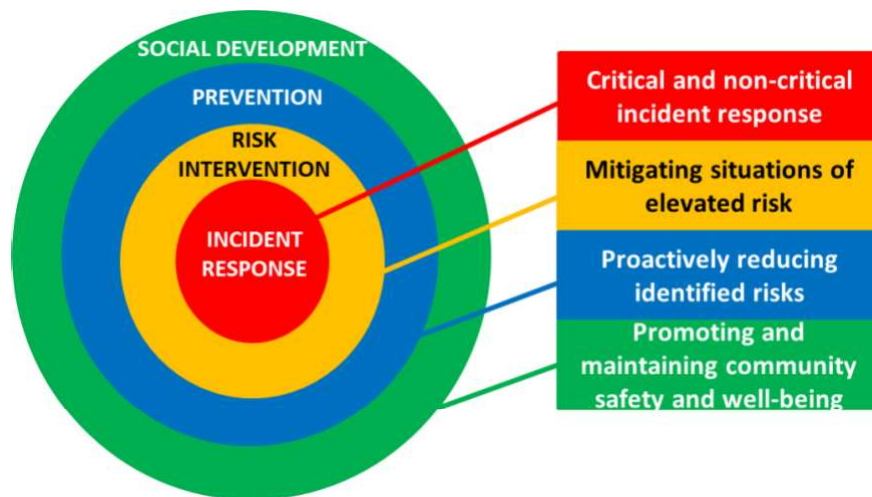 SOCIAL DEVELOPMENT
PREVENTION
RISK
INTERVENTION
INCIDENT
RESPONSE
Critical and non-critical
incident response
Mitigating situations of
elevated risk
Proactively reducing
identified risks
Promoting and
maintaining community
safety and well-being